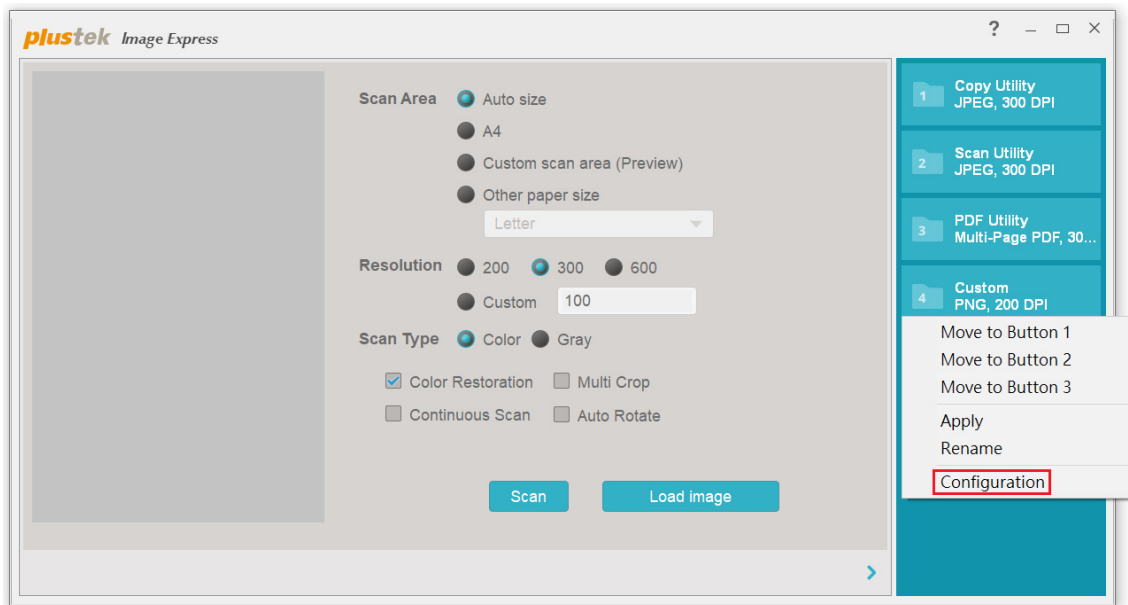 plustek Image Express
?
Scan Area Auto size
A4
Custom scan area (Preview)
Other paper size
Letter
Resolution 200 300 600
Custom 100
Scan Type Color Gray
Color Restoration Multi Crop
Continuous Scan Auto Rotate
Scan Load image
1 Copy Utility
JPEG, 300 DPI
2 Scan Utility
JPEG, 300 DPI
3 PDF Utility
Multi-Page PDF, 30...
4 Custom
PNG, 200 DPI
Move to Button 1
Move to Button 2
Move to Button 3
Apply
Rename
Configuration